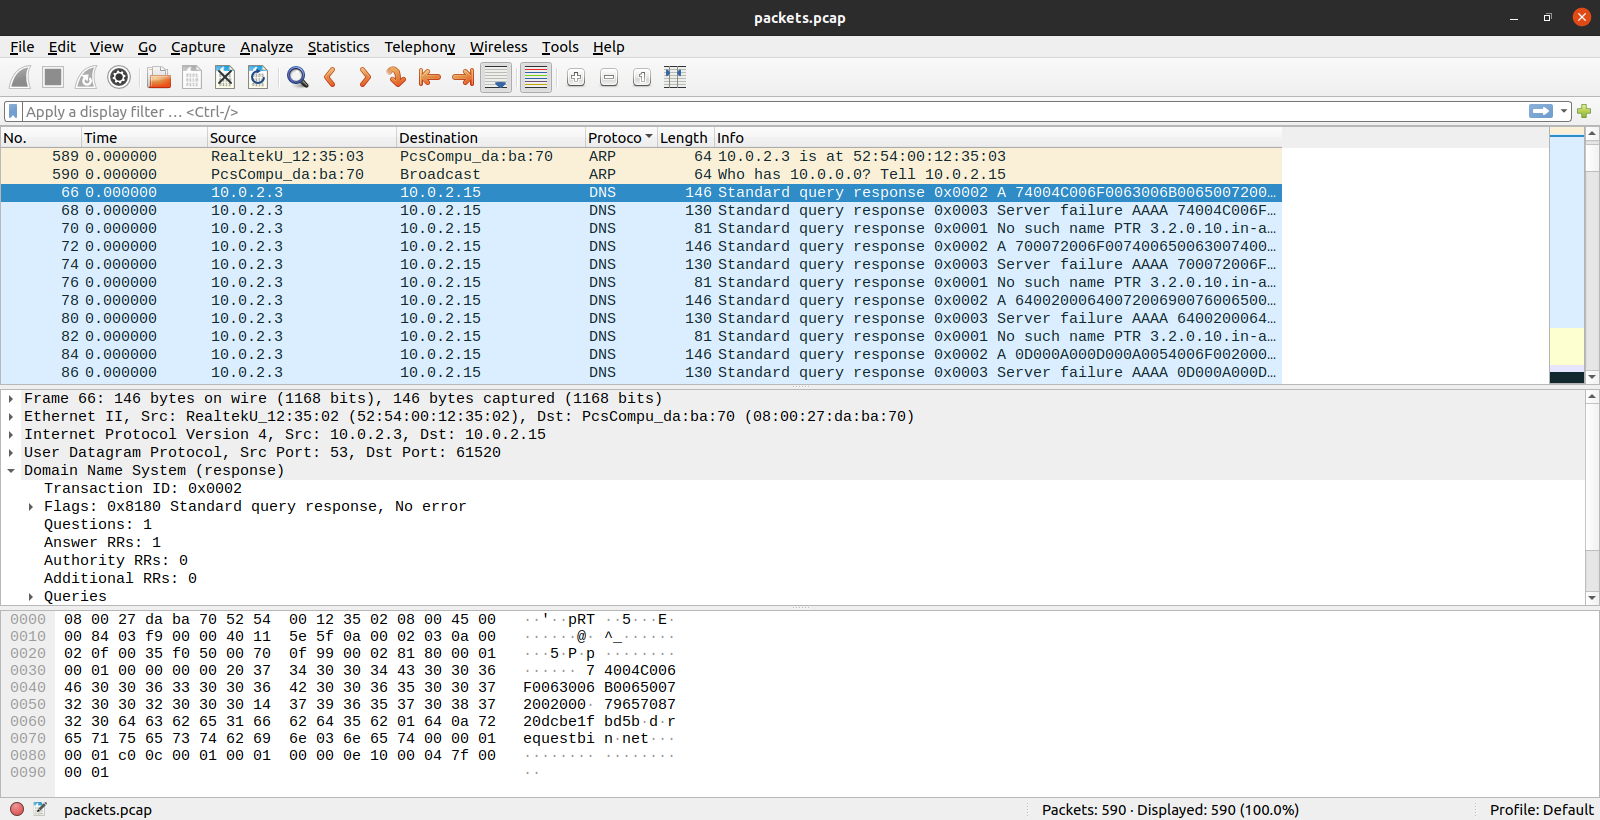 packets.pcap
File Edit View Go Capture Analyze Statistics Telephony Wireless Tools Help
Apply a display filter … <Ctrl-/>
No. Time Source Destination Protoco Length Info
589 0.000000 RealtekU_12:35:03 PcsCompu_da:ba:70 ARP 64 10.0.2.3 is at 52:54:00:12:35:03
590 0.000000 PcsCompu_da:ba:70 Broadcast ARP 64 Who has 10.0.0.0? Tell 10.0.2.15
66 0.000000 10.0.2.3 10.0.2.15 DNS 146 Standard query response 0x0002 A 74004C006F0063006B0065007200…
68 0.000000 10.0.2.3 10.0.2.15 DNS 130 Standard query response 0x0003 Server failure AAAA 74004C006F…
70 0.000000 10.0.2.3 10.0.2.15 DNS 81 Standard query response 0x0001 No such name PTR 3.2.0.10.in-a…
72 0.000000 10.0.2.3 10.0.2.15 DNS 146 Standard query response 0x0002 A 700072006F007400650063007400…
74 0.000000 10.0.2.3 10.0.2.15 DNS 130 Standard query response 0x0003 Server failure AAAA 700072006F…
76 0.000000 10.0.2.3 10.0.2.15 DNS 81 Standard query response 0x0001 No such name PTR 3.2.0.10.in-a…
78 0.000000 10.0.2.3 10.0.2.15 DNS 146 Standard query response 0x0002 A 6400200064007200690076006500…
80 0.000000 10.0.2.3 10.0.2.15 DNS 130 Standard query response 0x0003 Server failure AAAA 6400200064…
82 0.000000 10.0.2.3 10.0.2.15 DNS 81 Standard query response 0x0001 No such name PTR 3.2.0.10.in-a…
84 0.000000 10.0.2.3 10.0.2.15 DNS 146 Standard query response 0x0002 A 0D000A000D000A0054006F002000…
86 0.000000 10.0.2.3 10.0.2.15 DNS 130 Standard query response 0x0003 Server failure AAAA 0D000A000D…
Frame 66: 146 bytes on wire (1168 bits), 146 bytes captured (1168 bits)
Ethernet II, Src: RealtekU_12:35:02 (52:54:00:12:35:02), Dst: PcsCompu_da:ba:70 (08:00:27:da:ba:70)
Internet Protocol Version 4, Src: 10.0.2.3, Dst: 10.0.2.15
User Datagram Protocol, Src Port: 53, Dst Port: 61520
Domain Name System (response)
Transaction ID: 0x0002
Flags: 0x8180 Standard query response, No error
Questions: 1
Answer RRs: 1
Authority RRs: 0
Additional RRs: 0
Queries
0000 08 00 27 da ba 70 52 54 00 12 35 02 08 00 45 00 ··'··pRT ··5···E·
0010 00 84 03 f9 00 00 40 11 5e 5f 0a 00 02 03 0a 00 ······@· ^_······
0020 02 0f 00 35 f0 50 00 70 0f 99 00 02 81 80 00 01 ···5·P·p ········
0030 00 01 00 00 00 00 20 37 34 30 30 34 43 30 30 36 ······ 7 4004C006
0040 46 30 30 36 33 30 30 36 42 30 30 36 35 30 30 37 F0063006 B0065007
0050 32 30 30 32 30 30 30 14 37 39 36 35 37 30 38 37 2002000· 79657087
0060 32 30 64 63 62 65 31 66 62 64 35 62 01 64 0a 72 20dcbe1f bd5b·d·r
0070 65 71 75 65 73 74 62 69 6e 03 6e 65 74 00 00 01 equestbi n·net···
0080 00 01 c0 0c 00 01 00 01 00 00 0e 10 00 04 7f 00 ········ ········
0090 00 01 ··
packets.pcap Packets: 590 · Displayed: 590 (100.0%) Profile: Default